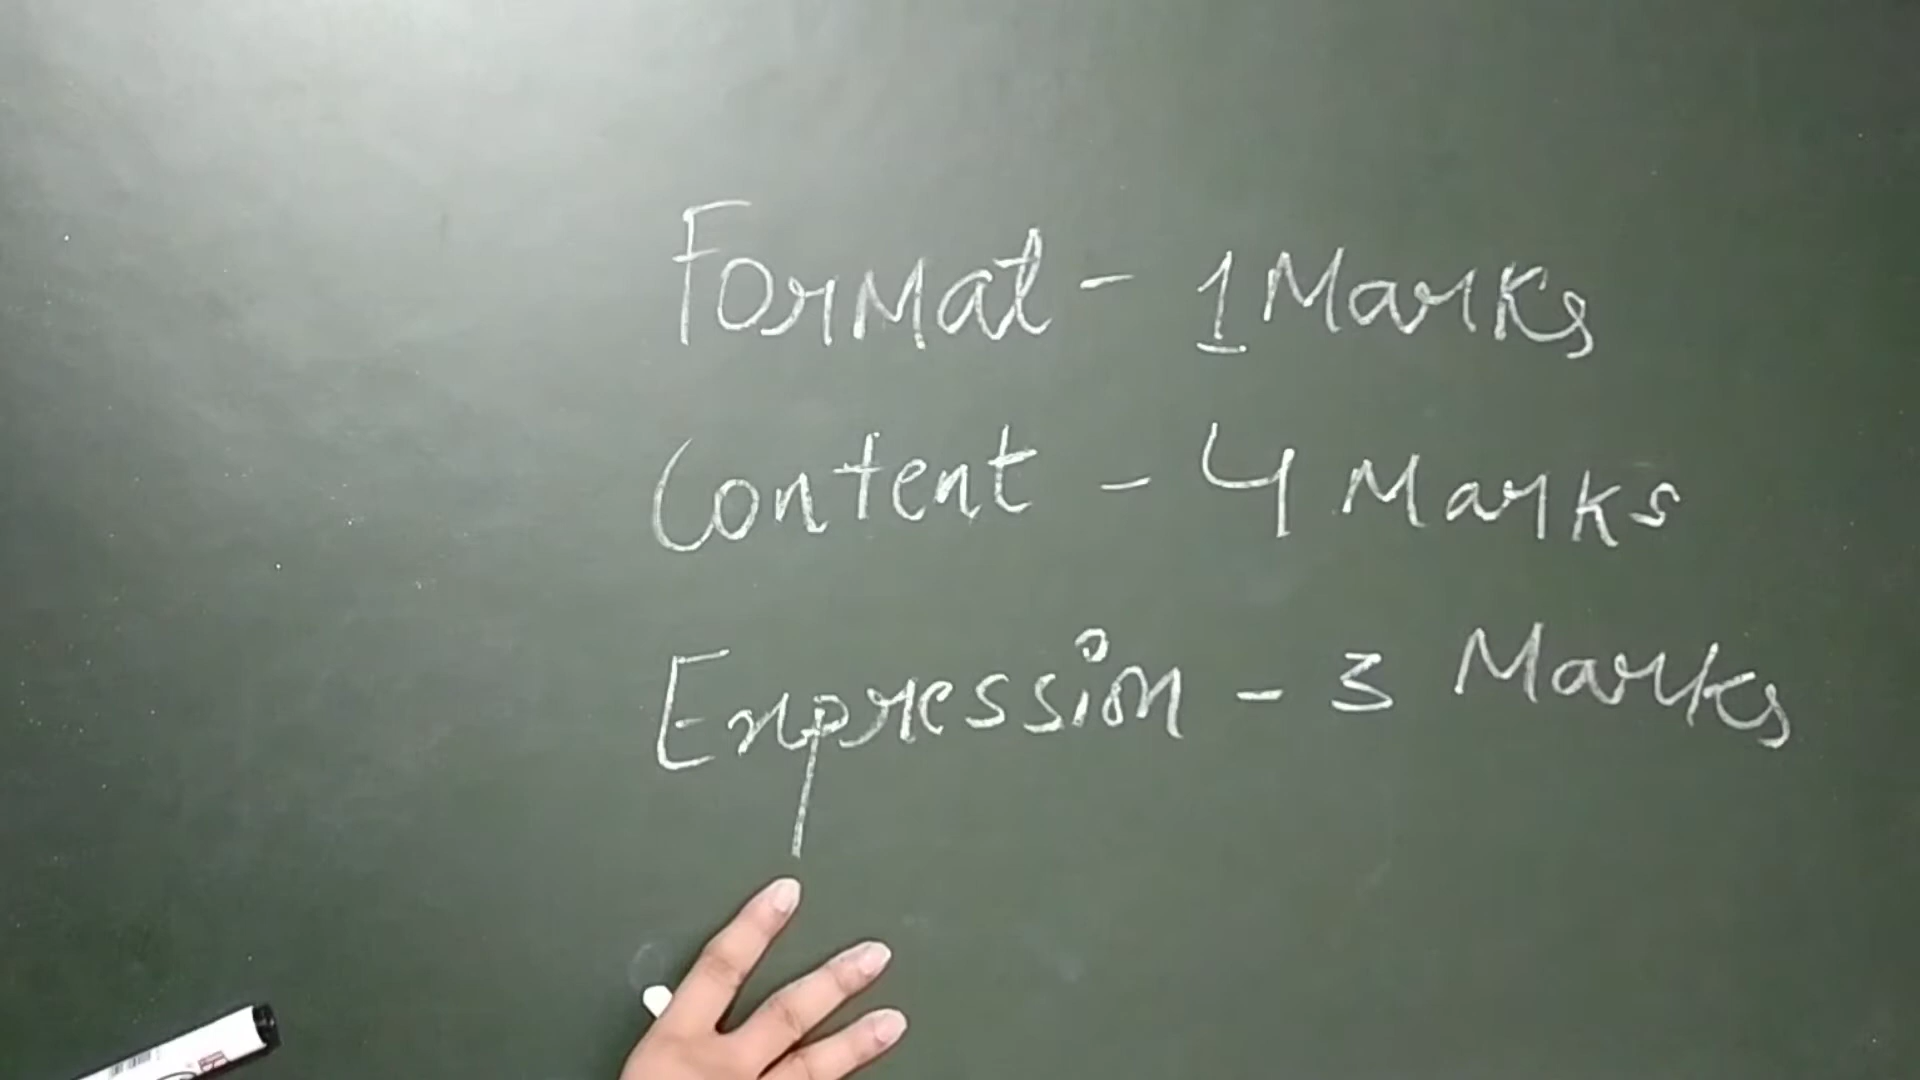 Format - 1 Marks
Content - 4 Marks
Expression - 3 Marks